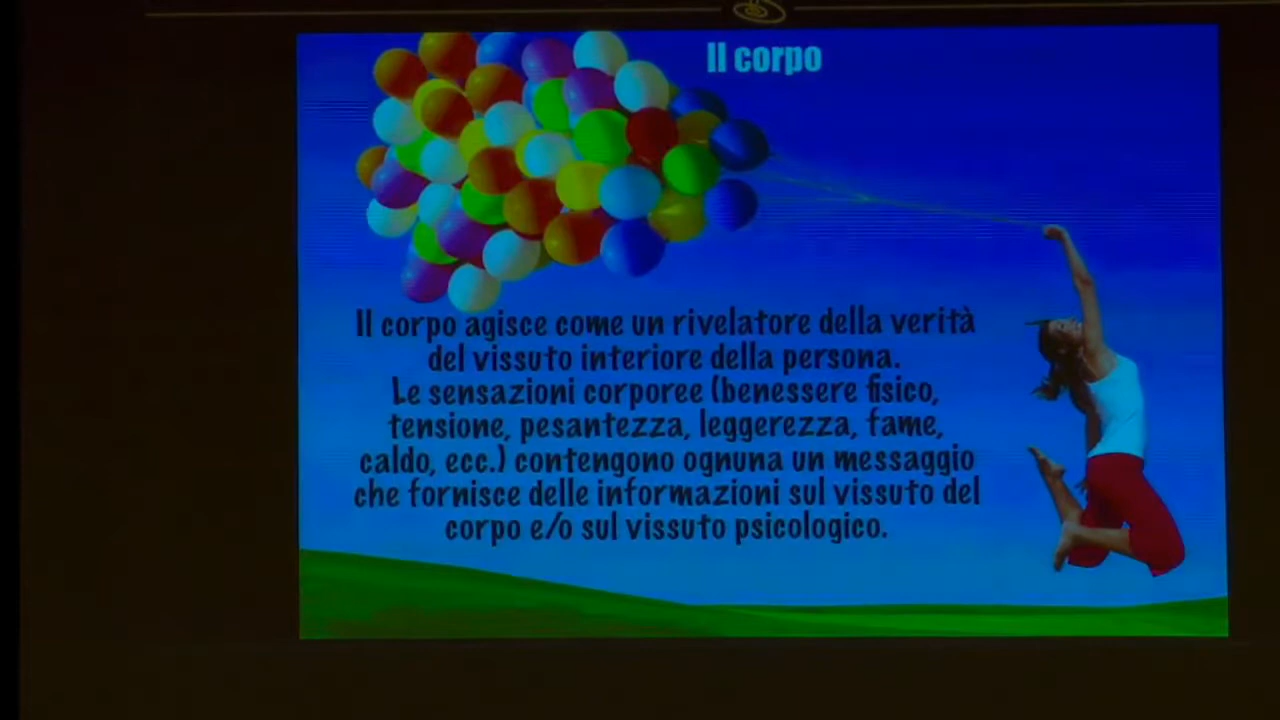 Il corpo
Il corpo agisce come un rivelatore della verità
del vissuto interiore della persona.
Le sensazioni corporee (benessere fisico,
tensione, pesantezza, leggerezza, fame,
caldo, ecc.) contengono ognuna un messaggio
che fornisce delle informazioni sul vissuto del
corpo e/o sul vissuto psicologico.